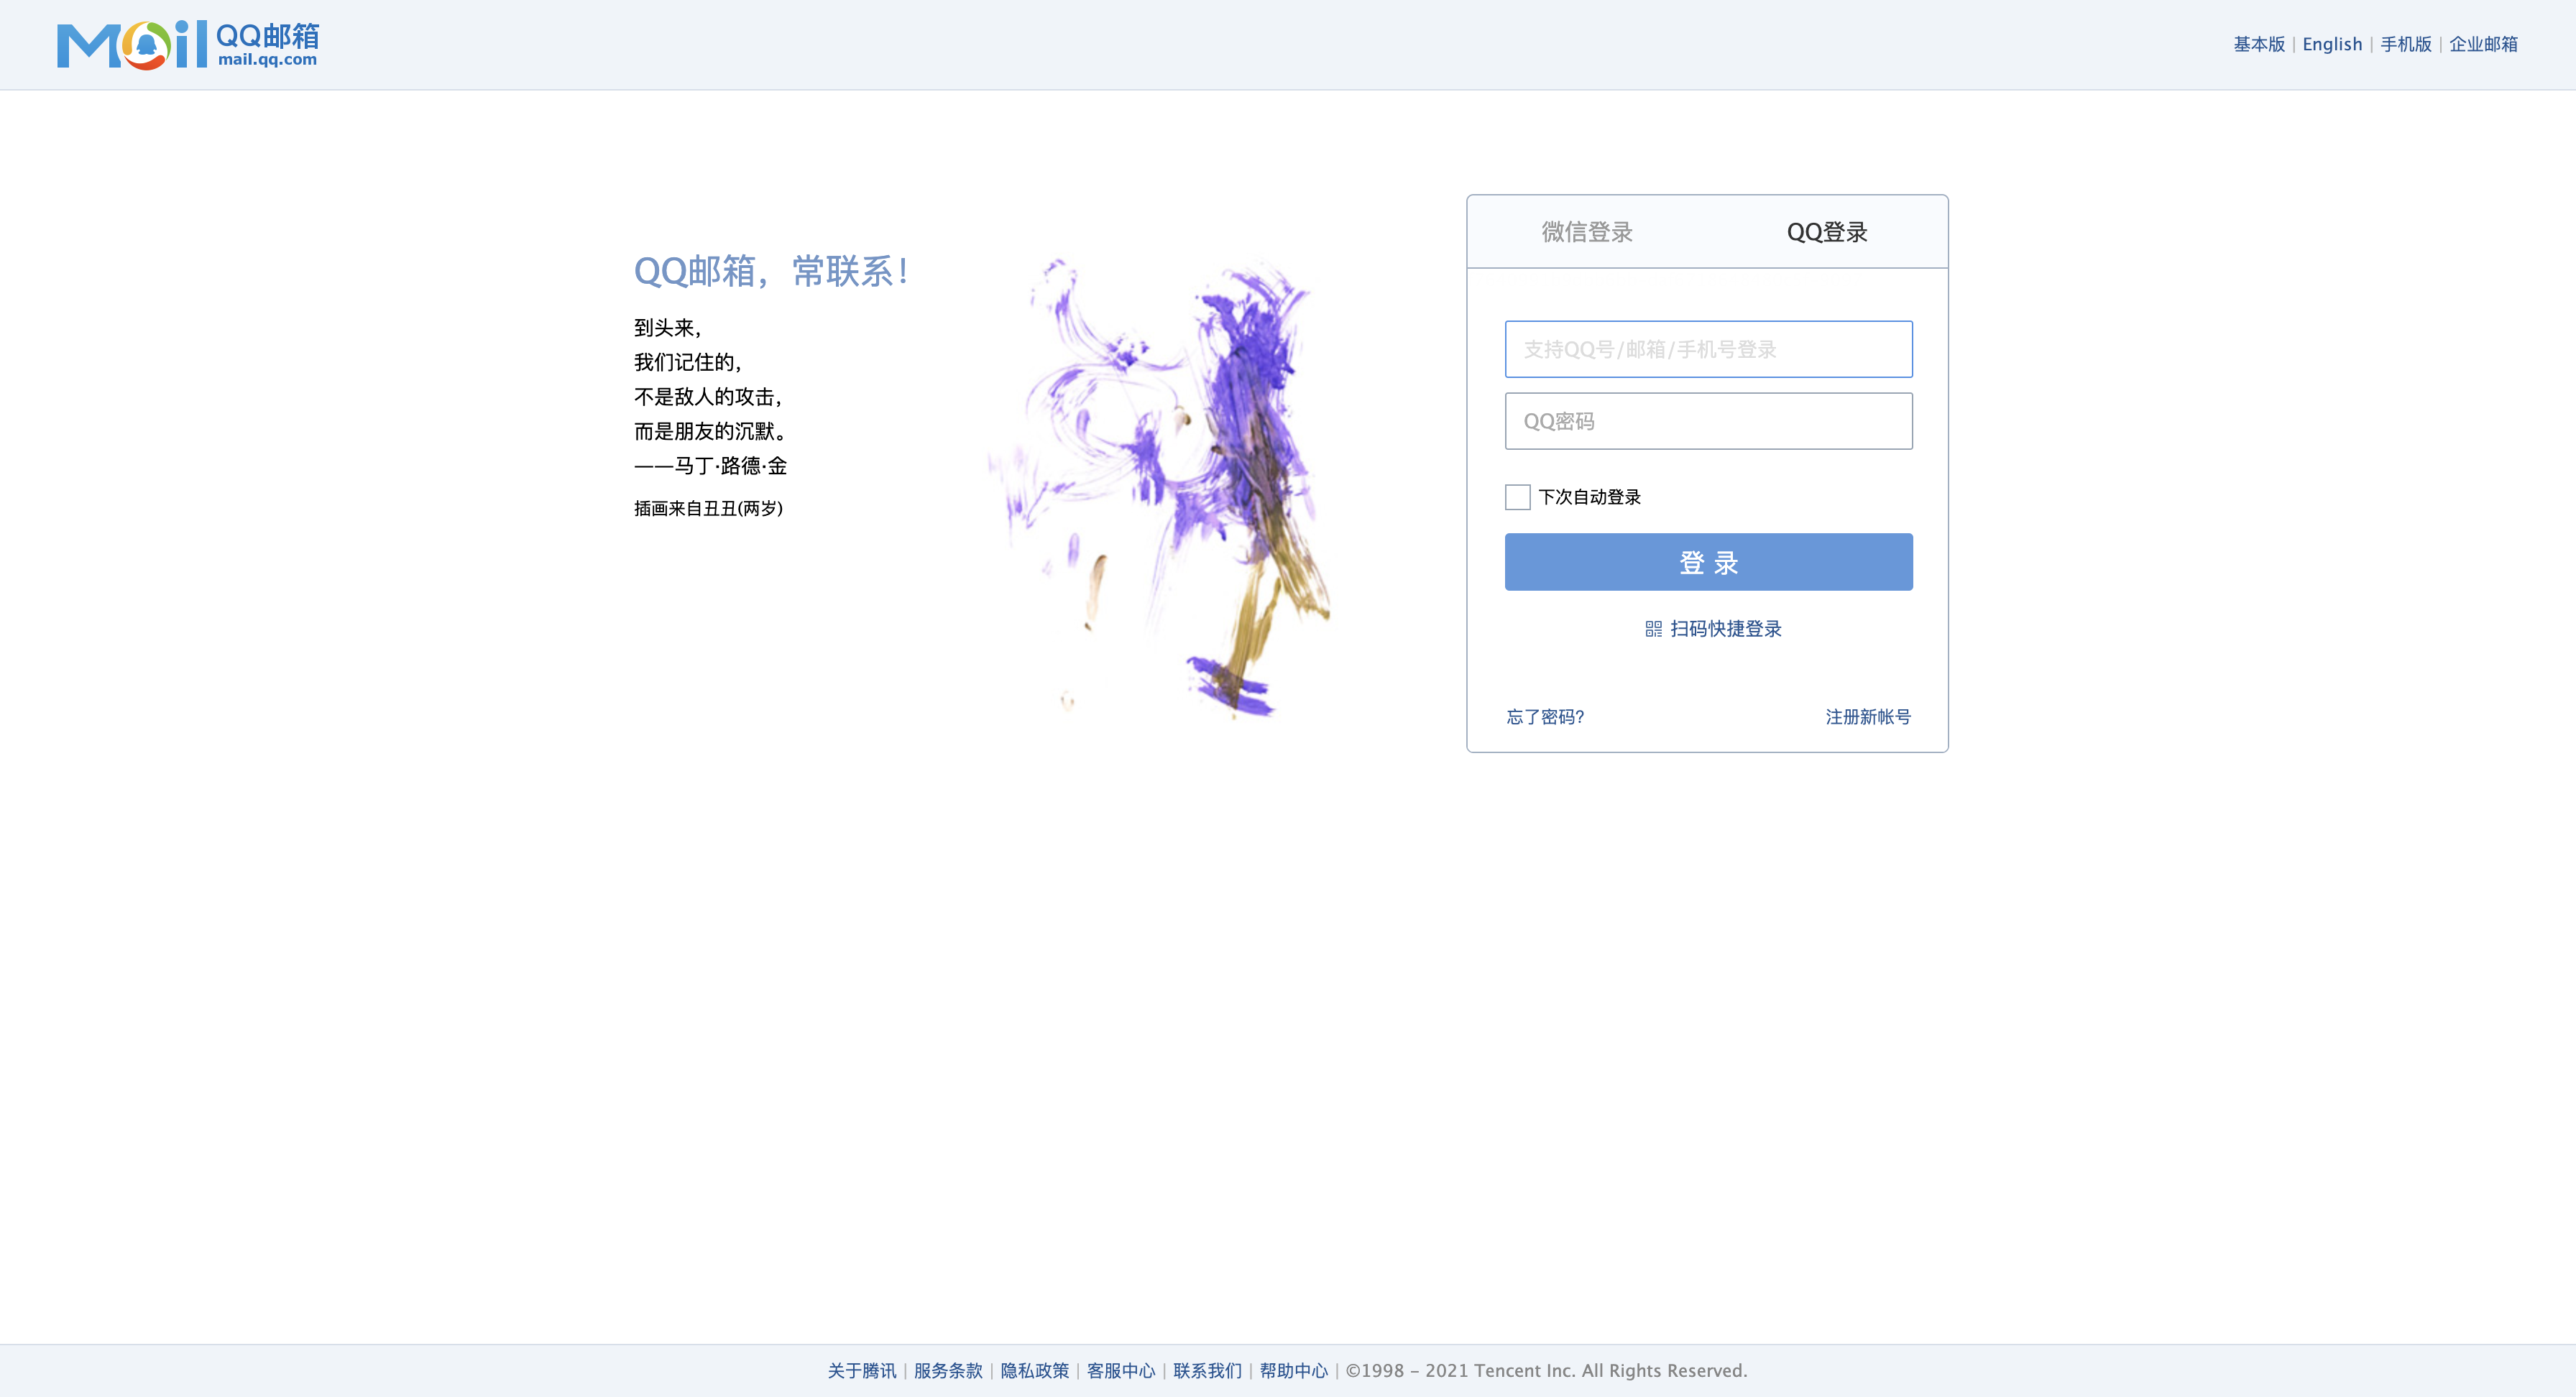 Mail QQ邮箱
mail.qq.com
基本版 | English | 手机版 | 企业邮箱
QQ邮箱，常联系！
到头来，
我们记住的，
不是敌人的攻击，
而是朋友的沉默。
——马丁·路德·金
插画来自丑丑(两岁)
微信登录 QQ登录
支持QQ号/邮箱/手机号登录
QQ密码
下次自动登录
登 录
扫码快捷登录
忘了密码？ 注册新帐号
关于腾讯 | 服务条款 | 隐私政策 | 客服中心 | 联系我们 | 帮助中心 | ©1998 - 2021 Tencent Inc. All Rights Reserved.